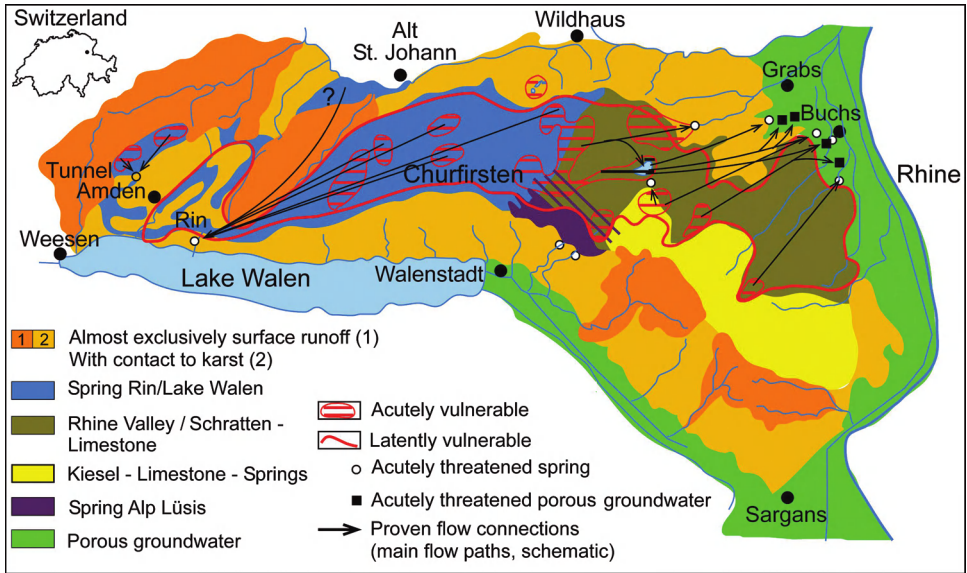 Switzerland
Alt
St. Johann
Wildhaus
Grabs
Buchs
?
?
Tunnel
Amden
Churfirsten
Rhine
Rin
Weesen
Lake Walen
Walenstadt
1 2 Almost exclusively surface runoff (1)
With contact to karst (2)
Spring Rin/Lake Walen
Rhine Valley / Schratten -
Limestone
Kiesel - Limestone - Springs
Spring Alp Lüsis
Porous groundwater
Acutely vulnerable
Latently vulnerable
Acutely threatened spring
Acutely threatened porous groundwater
Proven flow connections
(main flow paths, schematic)
Sargans